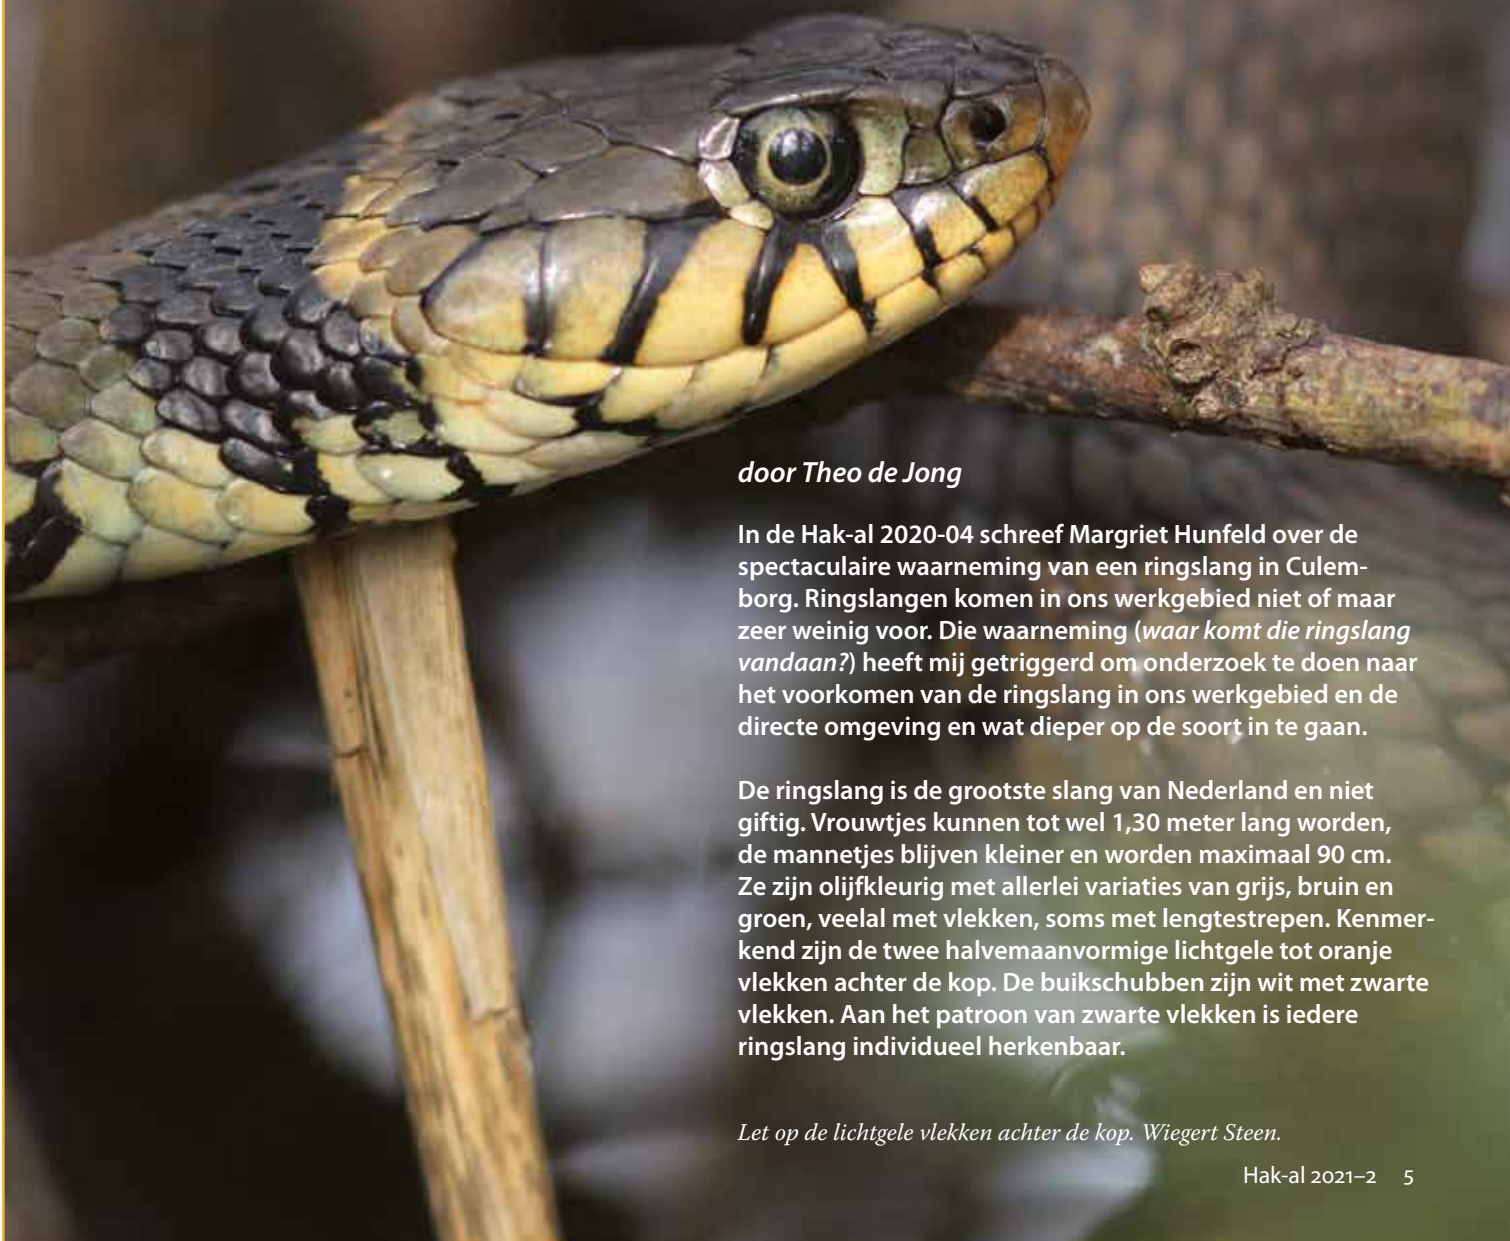 door Theo de Jong
In de Hak-al 2020-04 schreef Margriet Hunfeld over de
spectaculaire waarneming van een ringslang in Culem-
borg. Ringslangen komen in ons werkgebied niet of maar
zeer weinig voor. Die waarneming (waar komt die ringslang
vandaan?) heeft mij getriggerd om onderzoek te doen naar
het voorkomen van de ringslang in ons werkgebied en de
directe omgeving en wat dieper op de soort in te gaan.
De ringslang is de grootste slang van Nederland en niet
giftig. Vrouwtjes kunnen tot wel 1,30 meter lang worden,
de mannetjes blijven kleiner en worden maximaal 90 cm.
Ze zijn olijfkleurig met allerlei variaties van grijs, bruin en
groen, veelal met vlekken, soms met lengtestrepen. Kenmer-
kend zijn de twee halvemaanvormige lichtgele tot oranje
vlekken achter de kop. De buikschubben zijn wit met zwarte
vlekken. Aan het patroon van zwarte vlekken is iedere
ringslang individueel herkenbaar.
Let op de lichtgele vlekken achter de kop. Wiegert Steen.
Hak-al 2021–2 5